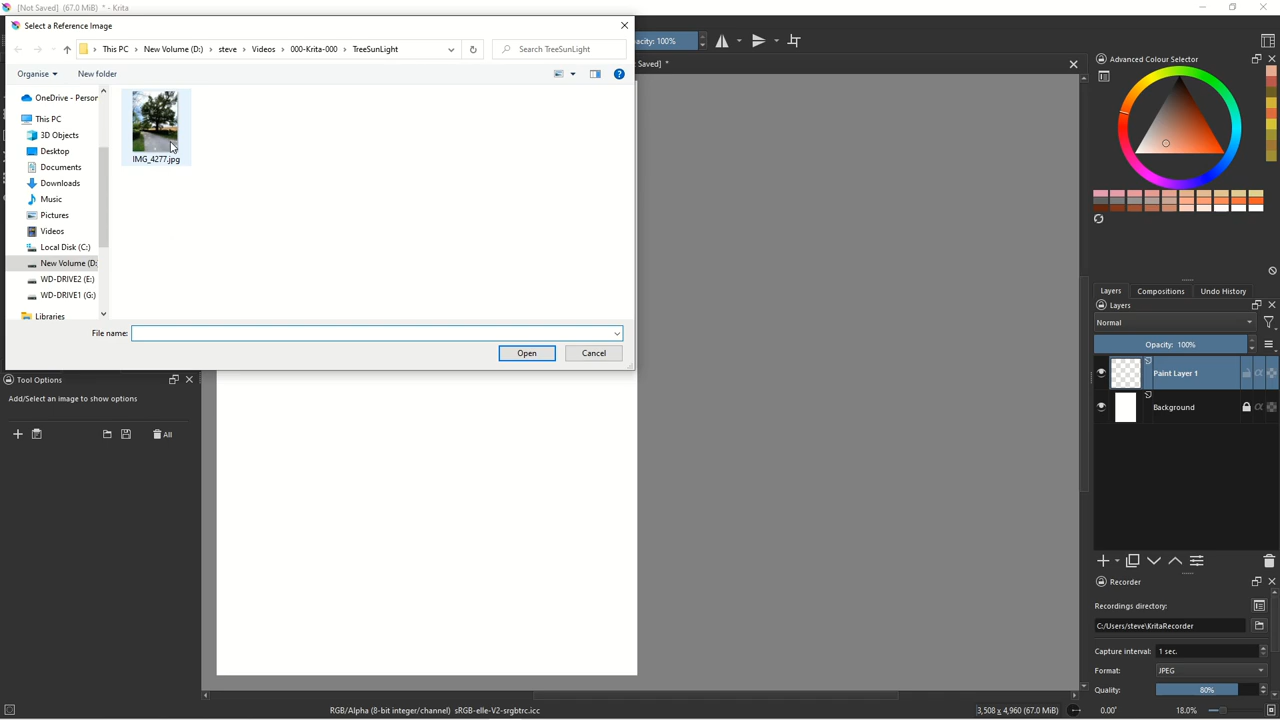 [Not Saved] (67.0 MiB) * - Krita
Select a Reference Image
This PC > New Volume (D:) > steve > Videos > 000-Krita-000 > TreeSunLight
Search TreeSunLight
Organise
New folder
OneDrive - Person
This PC
3D Objects
Desktop
Documents
Downloads
Music
Pictures
Videos
Local Disk (C:)
New Volume (D:
WD-DRIVE2 (E:)
WD-DRIVE1 (G:)
Libraries
IMG_4277.jpg
File name:
Open
Cancel
acity: 100%
Saved] *
Tool Options
Add/Select an image to show options
All
Advanced Colour Selector
Layers
Compositions
Undo History
Layers
Normal
Opacity: 100%
Paint Layer 1
Background
Recorder
Recordings directory:
C:/Users/steve\KritaRecorder
Capture interval: 1 sec.
Format: JPEG
Quality: 80%
RGB/Alpha (8-bit integer/channel) sRGB-elle-V2-srgbtrc.icc
3,508 x 4,960 (67.0 MiB)
0.00°
18.0%